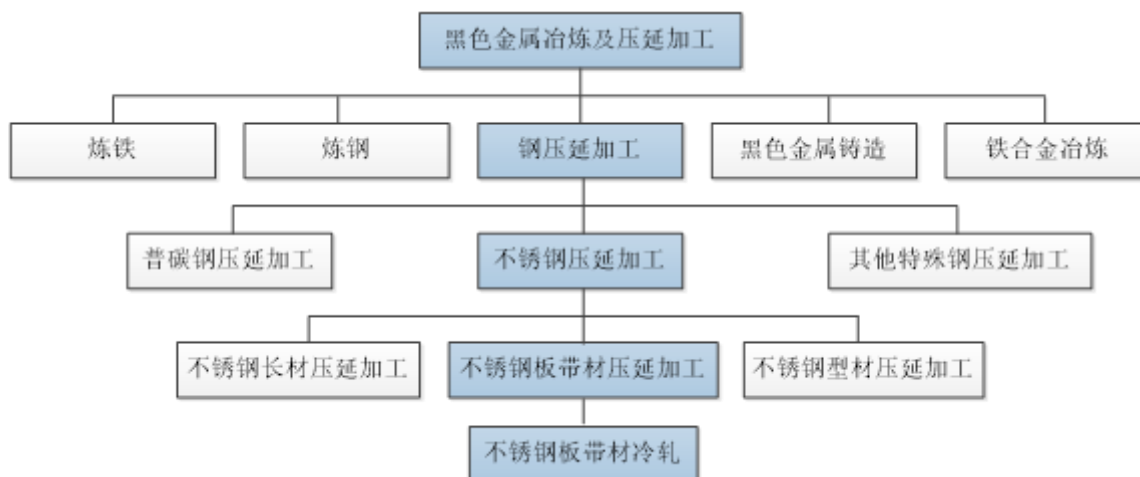 黑色金属冶炼及压延加工
炼铁
炼钢
钢压延加工
黑色金属铸造
铁合金冶炼
普碳钢压延加工
不锈钢压延加工
其他特殊钢压延加工
不锈钢长材压延加工
不锈钢板带材压延加工
不锈钢型材压延加工
不锈钢板带材冷轧